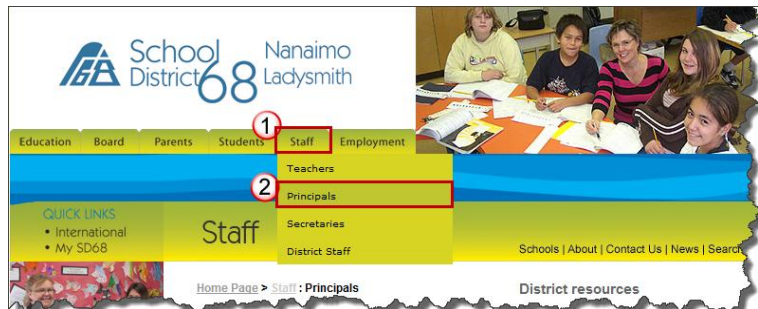 School Nanaimo
District 68 Ladysmith
1
Education Board Parents Students Staff Employment
Teachers
2
Principals
Secretaries
District Staff
QUICK LINKS
• International
• My SD68
Staff
Schools | About | Contact Us | News | Search
Home Page > Staff : Principals
District resources